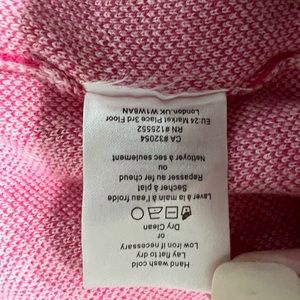 Hand wash cold
Lay flat to dry
Low iron if necessary
or
Dry Clean
Laver à la main à l'eau froide
Sécher à plat
Repasser au fer chaud
ou
Nettoyer à sec seulement
CA #32054
RN #125552
EU:24 Market Place 3rd Floor
London.UK W1W8AN